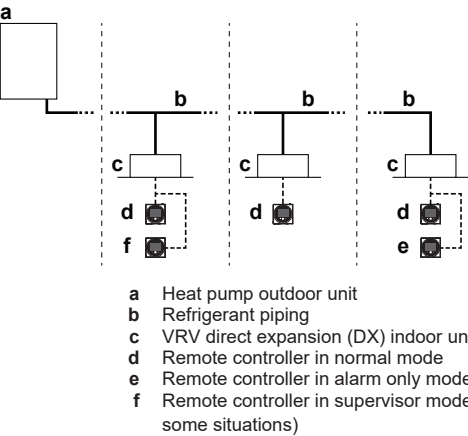 a
b b b
c c c
d d d
f e
a Heat pump outdoor unit
b Refrigerant piping
c VRV direct expansion (DX) indoor
d Remote controller in normal mode
e Remote controller in alarm only mode
f Remote controller in supervisor mode
some situations)